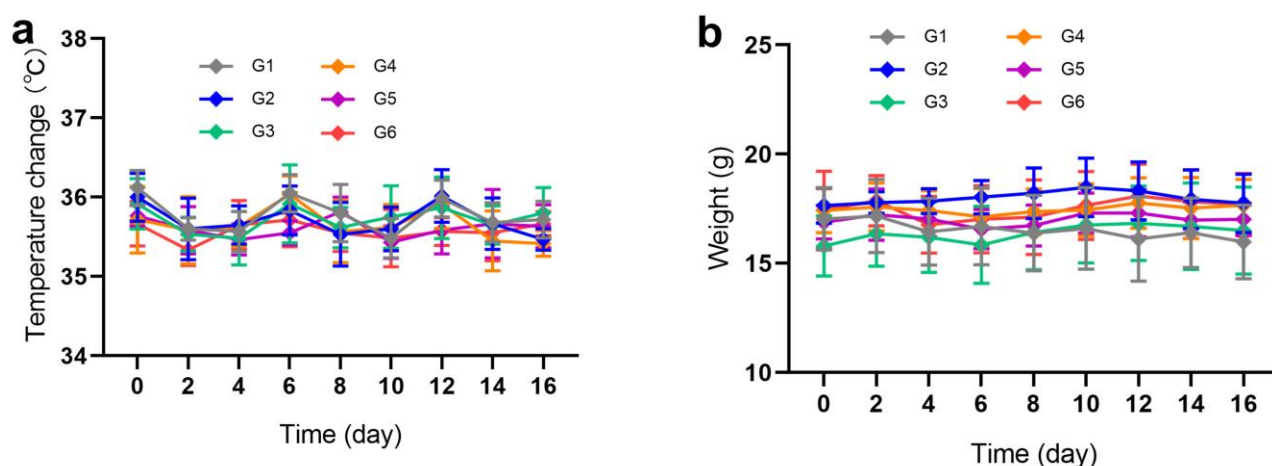 a
Temperature change (°C)
38
37
36
35
34
G1
G2
G3
G4
G5
G6
0 2 4 6 8 10 12 14 16
Time (day)
b
Weight (g)
25
20
15
10
G1
G2
G3
G4
G5
G6
0 2 4 6 8 10 12 14 16
Time (day)